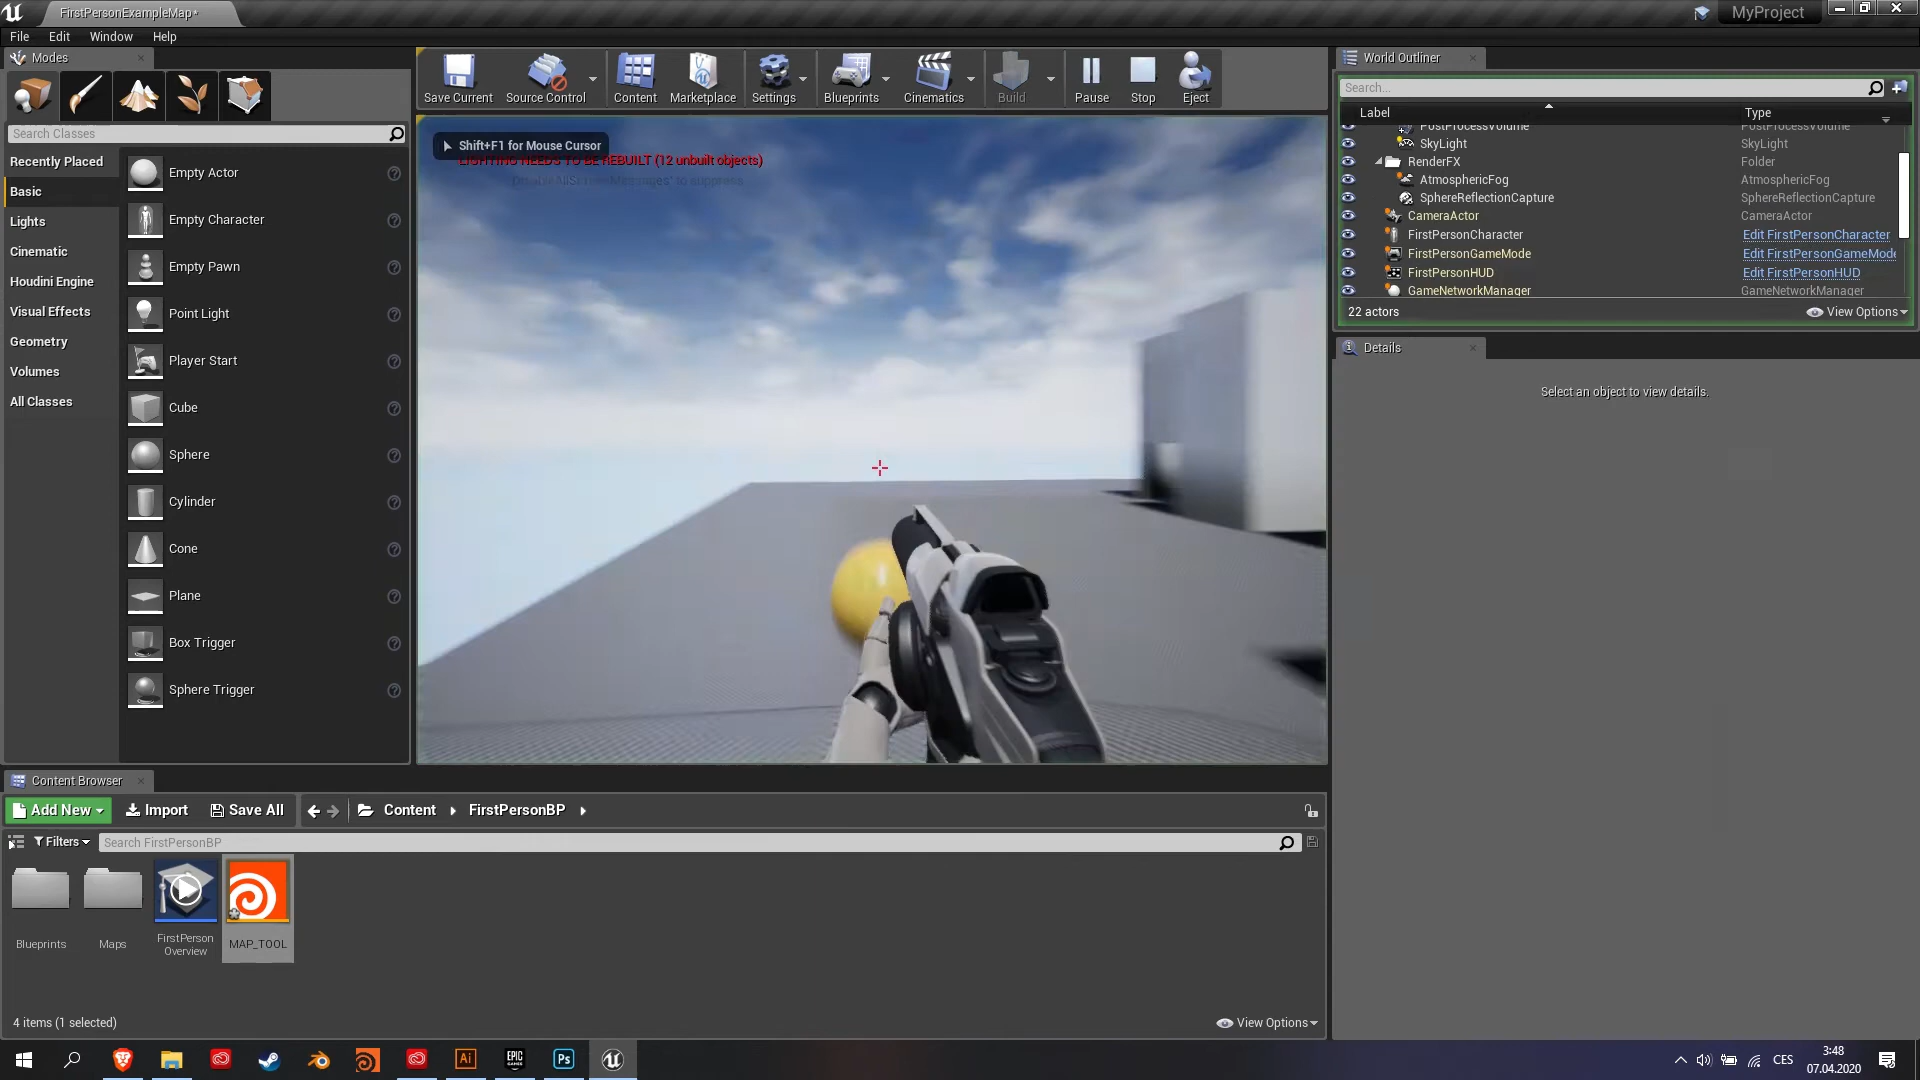 FirstPersonExampleMap*
MyProject
File Edit Window Help
Modes
Search Classes
Recently Placed
Basic
Lights
Cinematic
Houdini Engine
Visual Effects
Geometry
Volumes
All Classes
Empty Actor
Empty Character
Empty Pawn
Point Light
Player Start
Cube
Sphere
Cylinder
Cone
Plane
Box Trigger
Sphere Trigger
Save Current Source Control Content Marketplace Settings Blueprints Cinematics Build Pause Stop Eject
Shift+F1 for Mouse Cursor
LIGHTING NEEDS TO BE REBUILT (12 unbuilt objects)
'DisableAllScreenMessages' to suppress
World Outliner
Search...
Label Type
PostProcessVolume PostProcessVolume
SkyLight SkyLight
RenderFX Folder
AtmosphericFog AtmosphericFog
SphereReflectionCapture SphereReflectionCapture
CameraActor CameraActor
FirstPersonCharacter Edit FirstPersonCharacter
FirstPersonGameMode Edit FirstPersonGameMode
FirstPersonHUD Edit FirstPersonHUD
GameNetworkManager GameNetworkManager
22 actors View Options
Details
Select an object to view details.
Content Browser
Add New Import Save All Content FirstPersonBP
Filters Search FirstPersonBP
Blueprints
Maps
FirstPerson
Overview
MAP_TOOL
4 items (1 selected) View Options
Ai
EPIC
GAMES
Ps
CES
3:48
07.04.2020